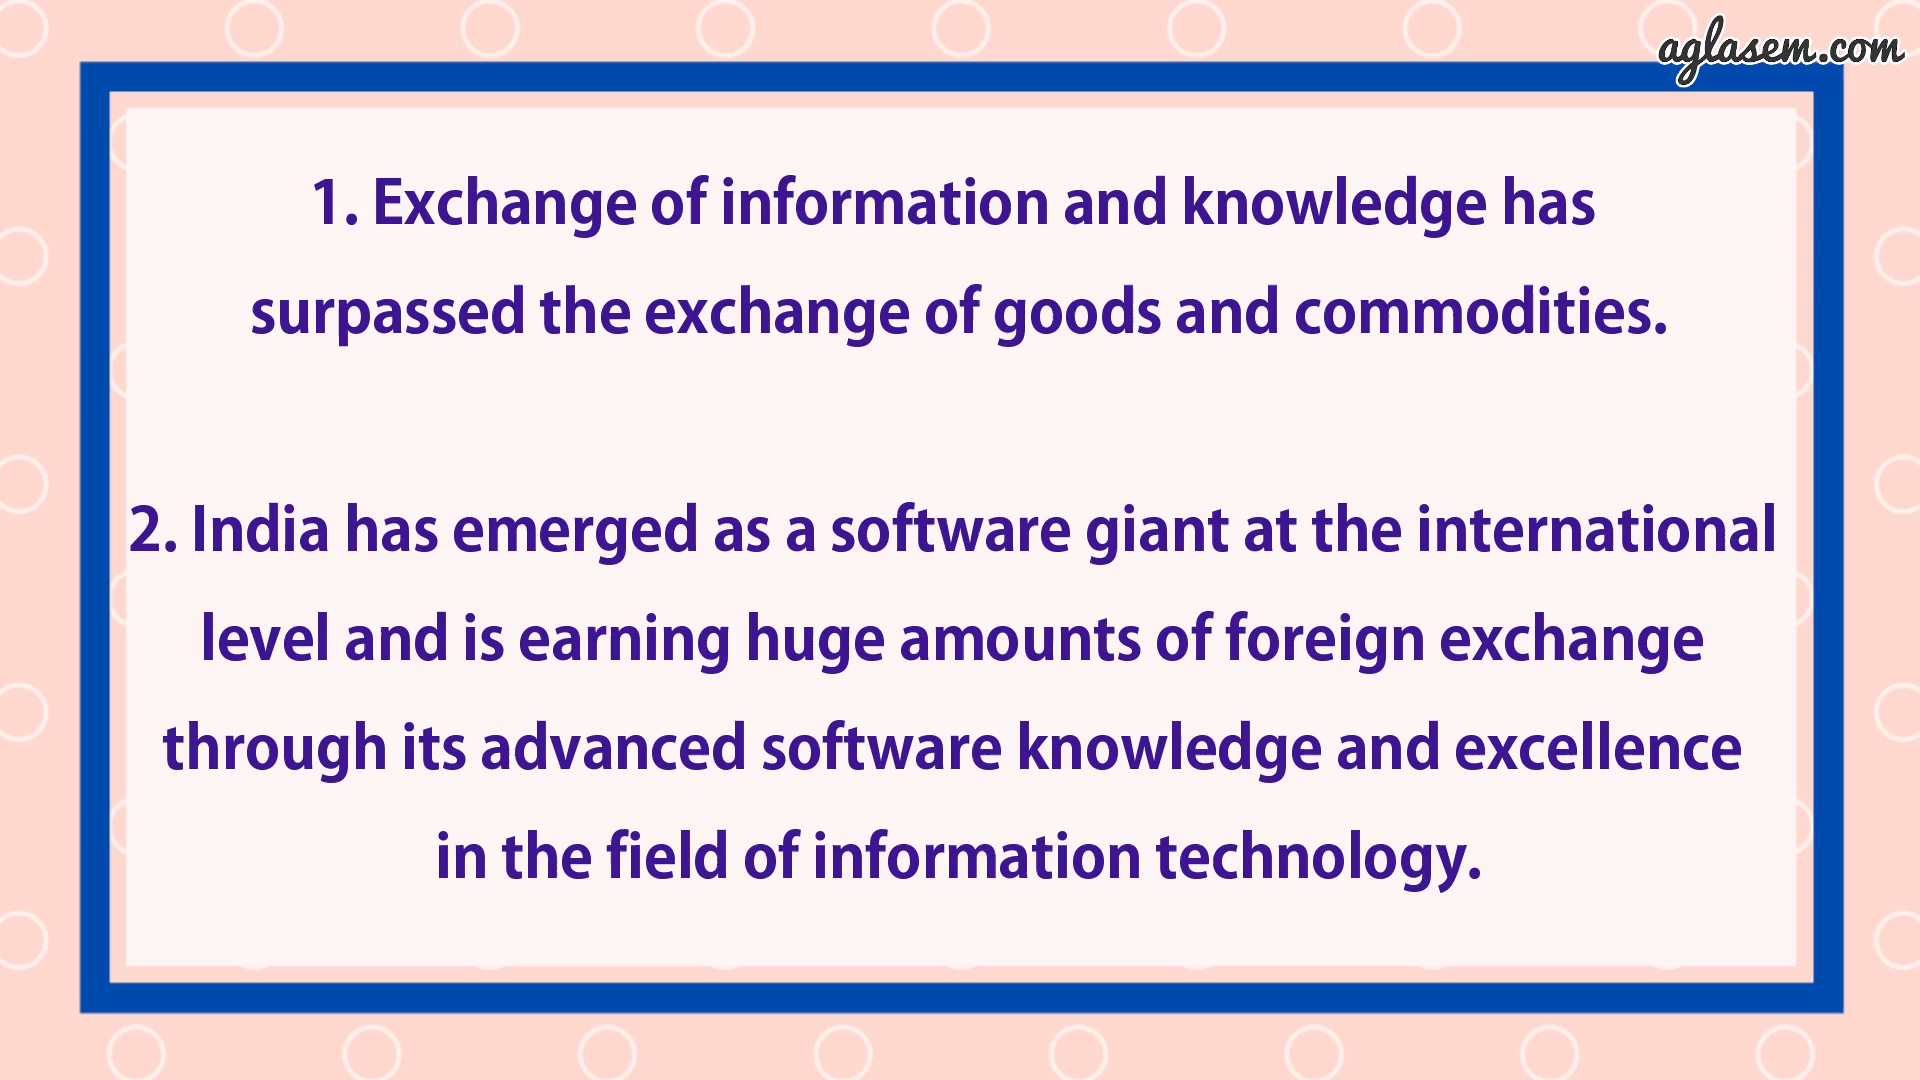 aglasem.com
1. Exchange of information and knowledge has
surpassed the exchange of goods and commodities.
2. India has emerged as a software giant at the international
level and is earning huge amounts of foreign exchange
through its advanced software knowledge and excellence
in the field of information technology.